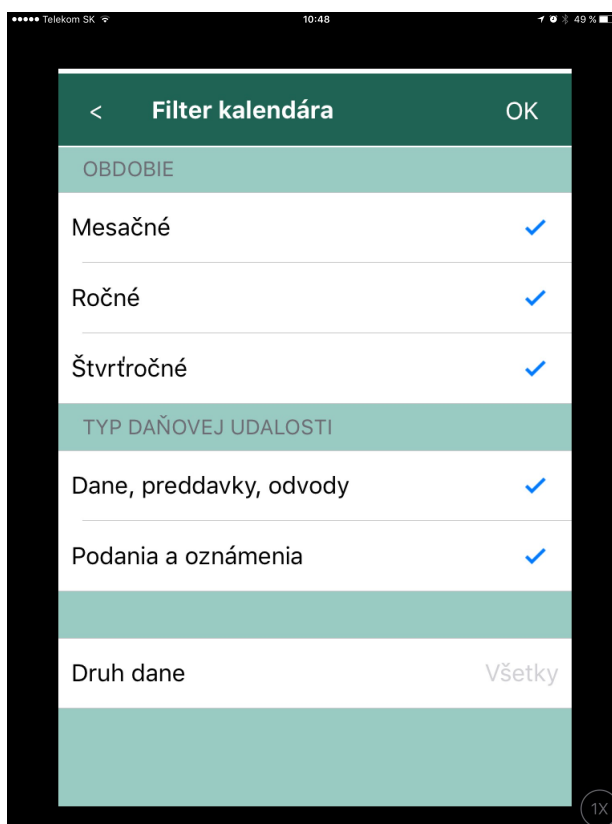 Telekom SK 10:48 49 %
< Filter kalendára OK
OBDOBIE
Mesačné
Ročné
Štvrťročné
TYP DAŇOVEJ UDALOSTI
Dane, preddavky, odvody
Podania a oznámenia
Druh dane Všetky
1X